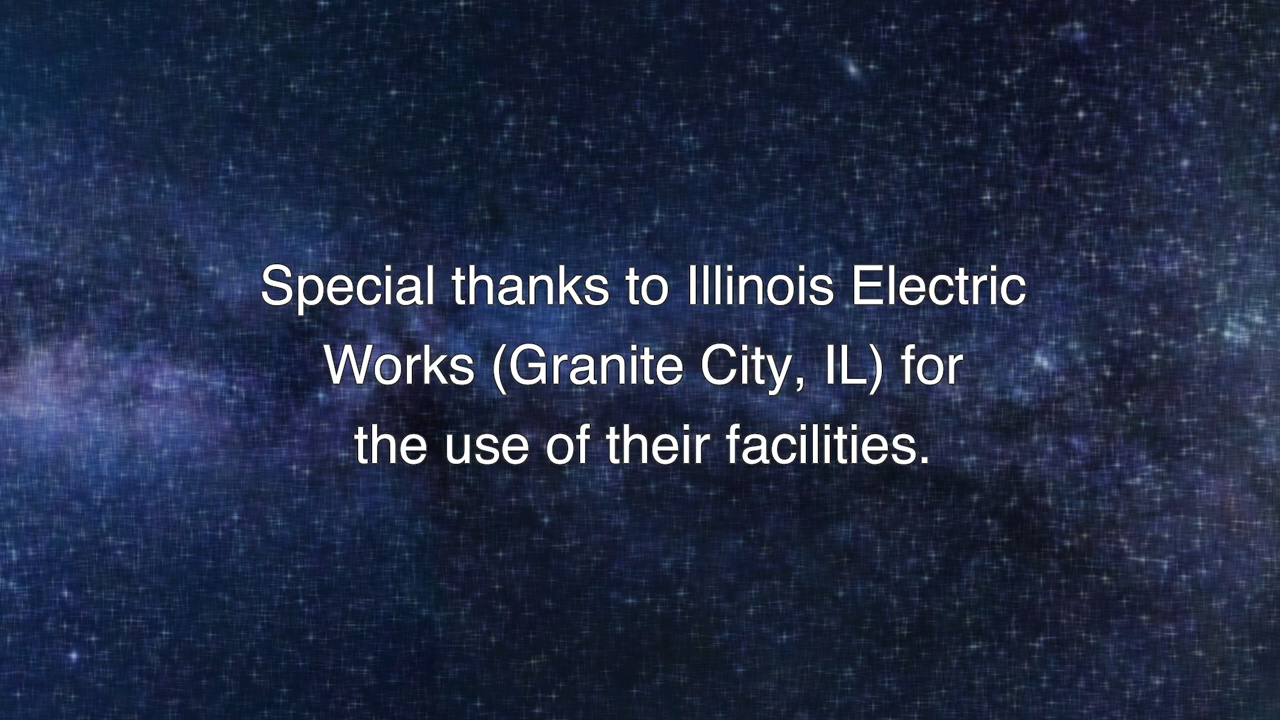 Special thanks to Illinois Electric
Works (Granite City, IL) for
the use of their facilities.